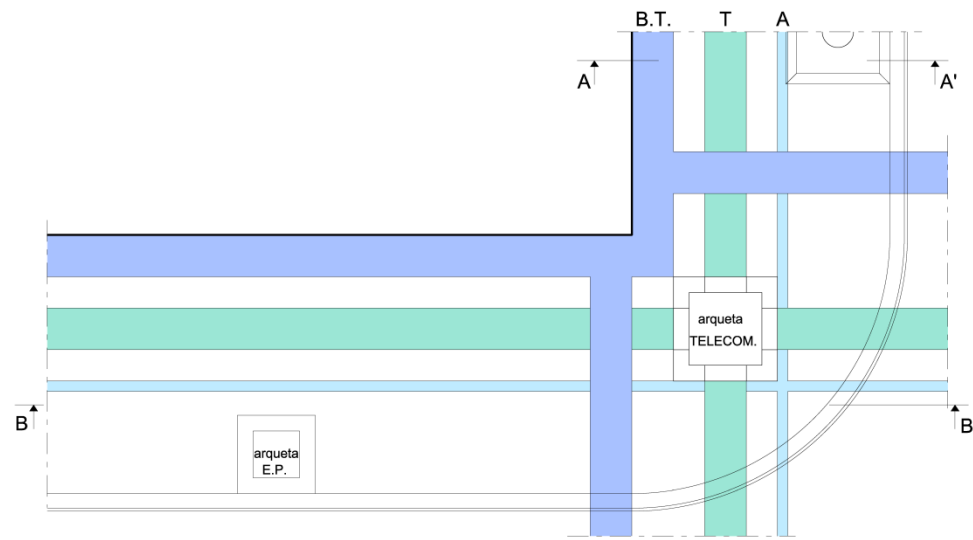 B.T. T A
A A'
arqueta
TELECOM.
B B
arqueta
E.P.